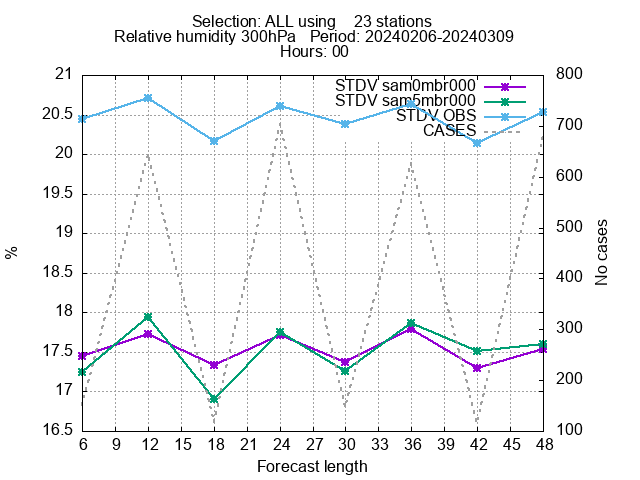 Selection: ALL using 23 stations
Relative humidity 300hPa Period: 20240206-20240309
Hours: 00
STDV sam0mbr000
STDV sam5mbr000
STDV OBS
CASES
21
20.5
20
19.5
19
18.5
18
17.5
17
16.5
%
800
700
600
500
400
300
200
100
No cases
6 9 12 15 18 21 24 27 30 33 36 39 42 45 48
Forecast length